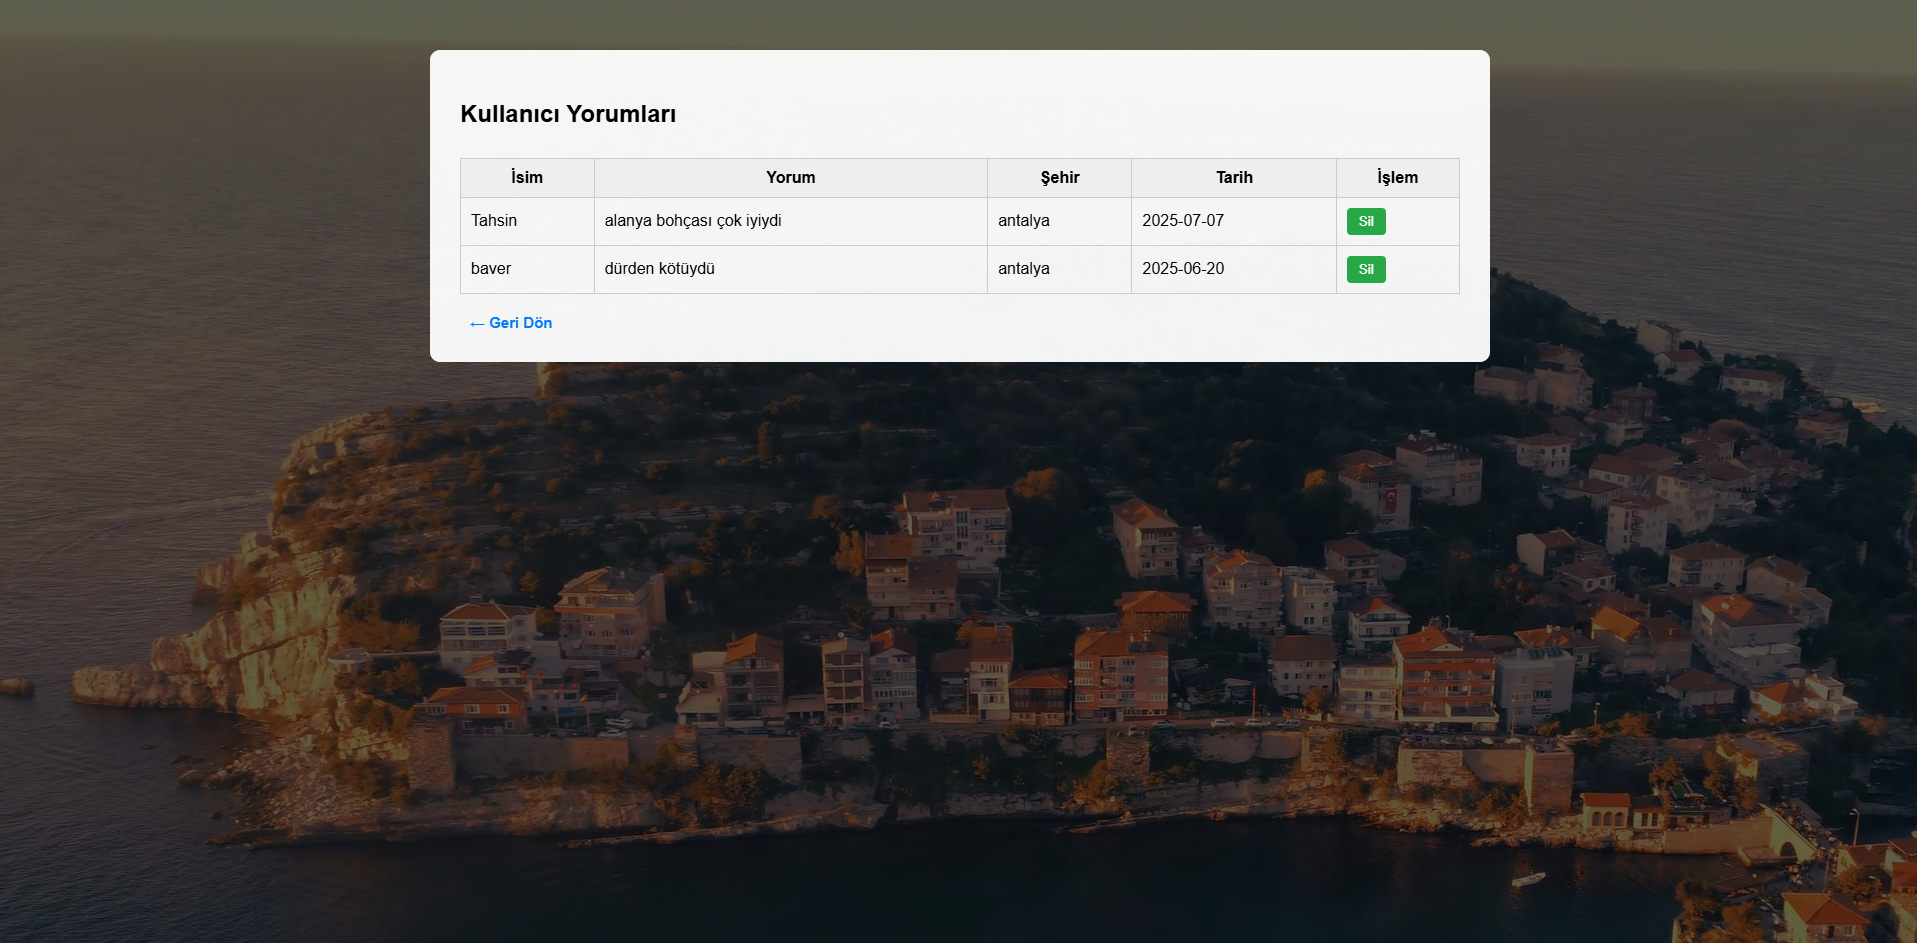 Kullanıcı Yorumları
İsim Yorum Şehir Tarih İşlem
Tahsin alanya bohçası çok iyiydi antalya 2025-07-07 Sil
baver dürden kötüydü antalya 2025-06-20 Sil
← Geri Dön